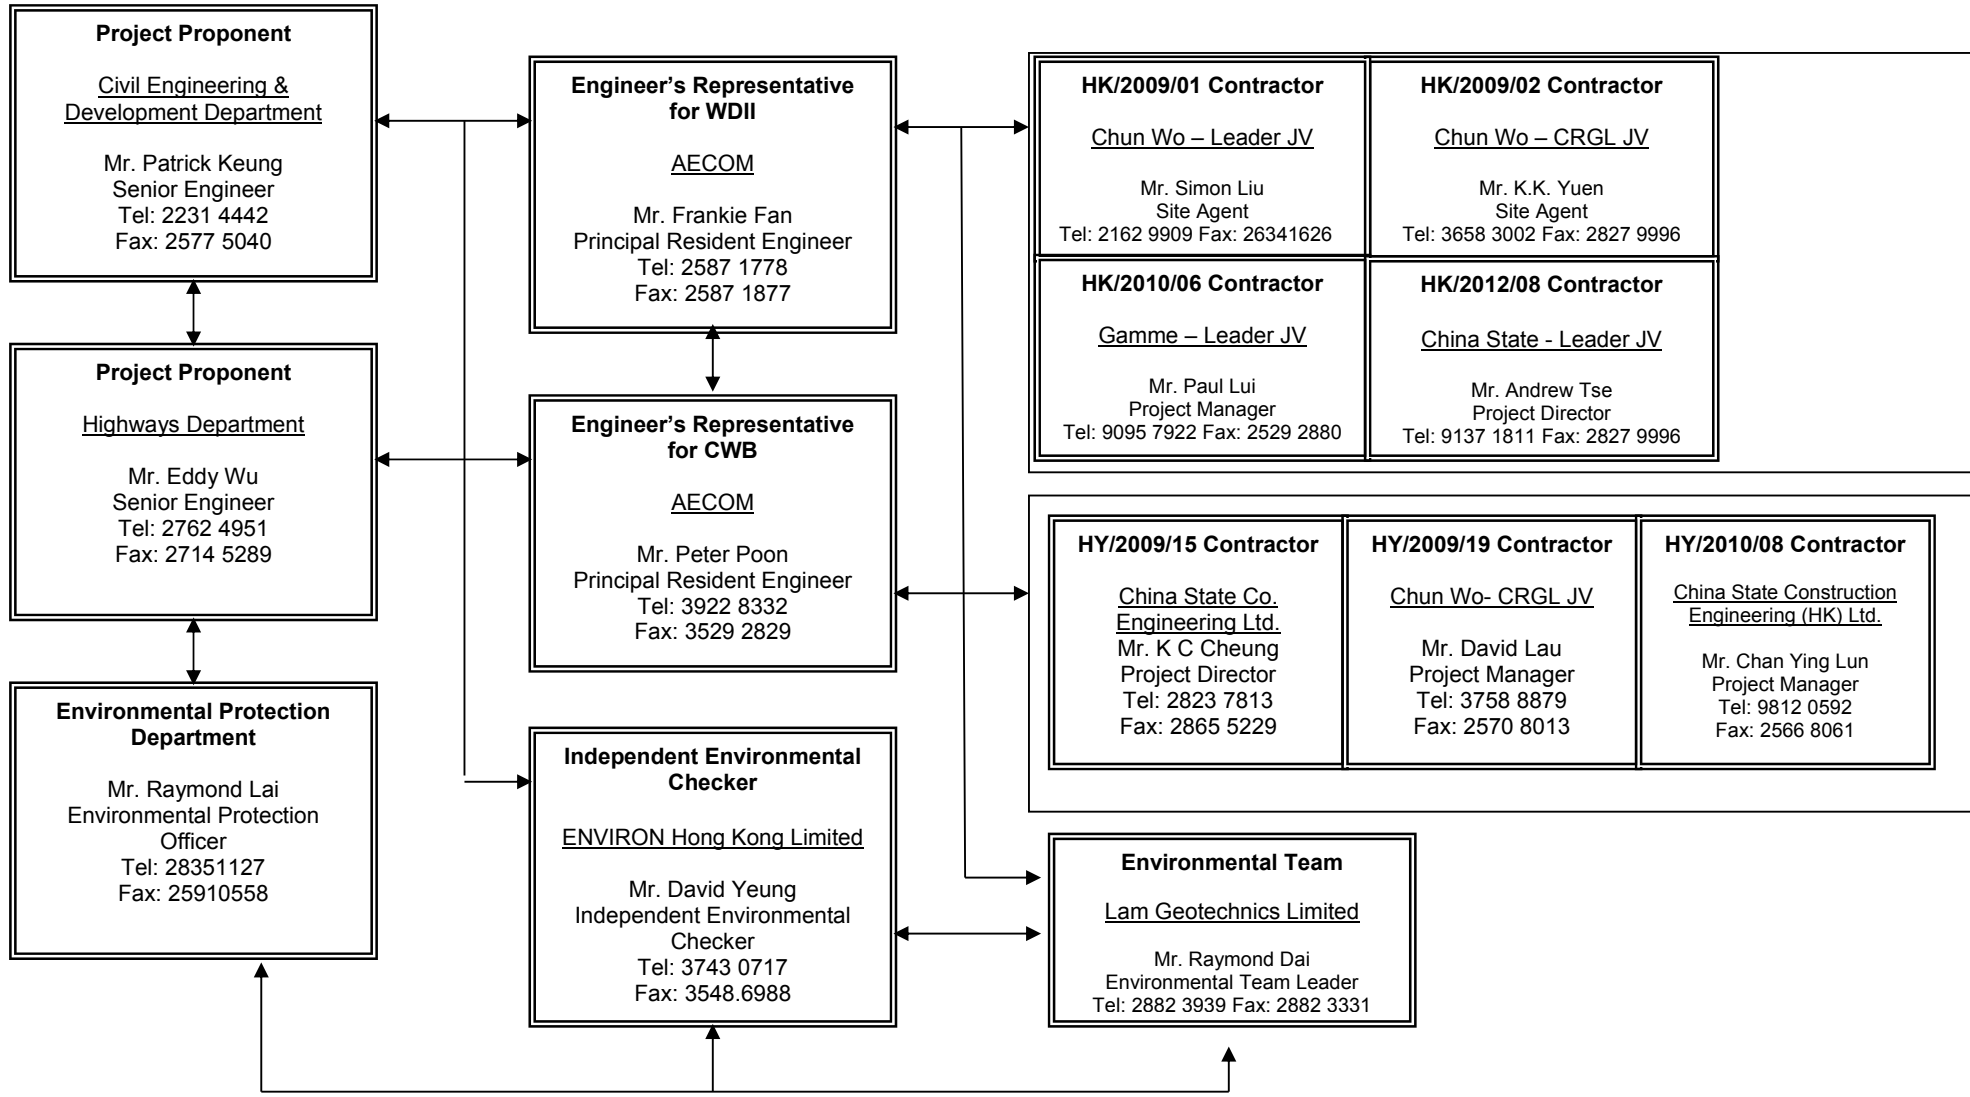 Project Proponent
Civil Engineering &
Development Department
Mr. Patrick Keung
Senior Engineer
Tel: 2231 4442
Fax: 2577 5040
Project Proponent
Highways Department
Mr. Eddy Wu
Senior Engineer
Tel: 2762 4951
Fax: 2714 5289
Environmental Protection
Department
Mr. Raymond Lai
Environmental Protection
Officer
Tel: 28351127
Fax: 25910558
Engineer's Representative
for WDII
AECOM
Mr. Frankie Fan
Principal Resident Engineer
Tel: 2587 1778
Fax: 2587 1877
Engineer's Representative
for CWB
AECOM
Mr. Peter Poon
Principal Resident Engineer
Tel: 3922 8332
Fax: 3529 2829
Independent Environmental
Checker
ENVIRON Hong Kong Limited
Mr. David Yeung
Independent Environmental
Checker
Tel: 3743 0717
Fax: 3548.6988
HK/2009/01 Contractor
Chun Wo – Leader JV
Mr. Simon Liu
Site Agent
Tel: 2162 9909 Fax: 26341626
HK/2009/02 Contractor
Chun Wo – CRGL JV
Mr. K.K. Yuen
Site Agent
Tel: 3658 3002 Fax: 2827 9996
HK/2010/06 Contractor
Gamme – Leader JV
Mr. Paul Lui
Project Manager
Tel: 9095 7922 Fax: 2529 2880
HK/2012/08 Contractor
China State - Leader JV
Mr. Andrew Tse
Project Director
Tel: 9137 1811 Fax: 2827 9996
HY/2009/15 Contractor
China State Co.
Engineering Ltd.
Mr. K C Cheung
Project Director
Tel: 2823 7813
Fax: 2865 5229
HY/2009/19 Contractor
Chun Wo- CRGL JV
Mr. David Lau
Project Manager
Tel: 3758 8879
Fax: 2570 8013
HY/2010/08 Contractor
China State Construction
Engineering (HK) Ltd.
Mr. Chan Ying Lun
Project Manager
Tel: 9812 0592
Fax: 2566 8061
Environmental Team
Lam Geotechnics Limited
Mr. Raymond Dai
Environmental Team Leader
Tel: 2882 3939 Fax: 2882 3331